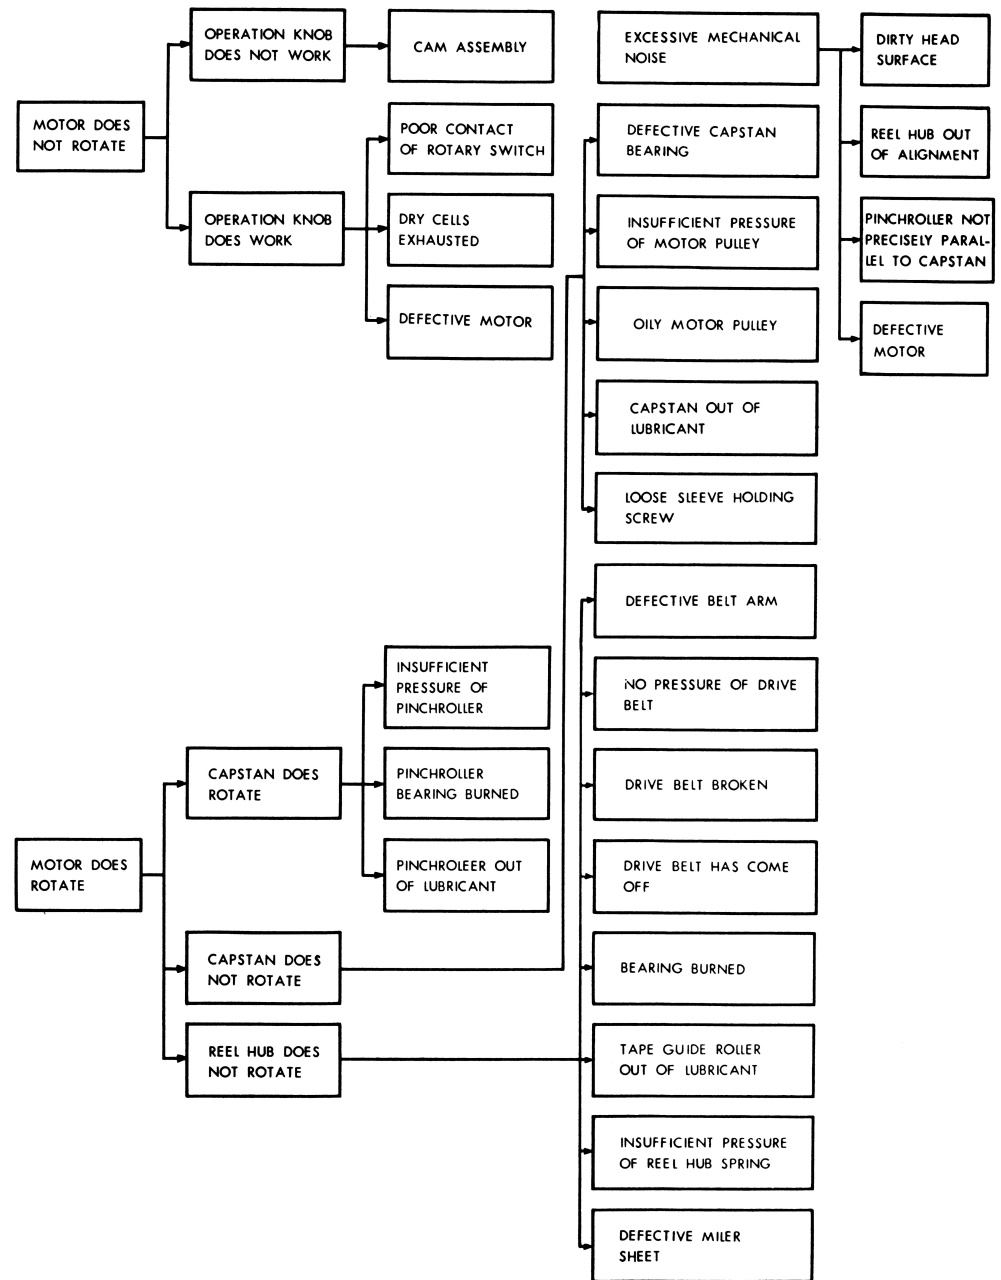 OPERATION KNOB
DOES NOT WORK
CAM ASSEMBLY
MOTOR DOES
NOT ROTATE
POOR CONTACT
OF ROTARY SWITCH
OPERATION KNOB
DOES WORK
DRY CELLS
EXHAUSTED
DEFECTIVE MOTOR
EXCESSIVE MECHANICAL
NOISE
DIRTY HEAD
SURFACE
REEL HUB OUT
OF ALIGNMENT
PINCHROLLER NOT
PRECISELY PARAL-
LEL TO CAPSTAN
DEFECTIVE
MOTOR
DEFECTIVE CAPSTAN
BEARING
INSUFFICIENT PRESSURE
OF MOTOR PULLEY
OILY MOTOR PULLEY
CAPSTAN OUT OF
LUBRICANT
LOOSE SLEEVE HOLDING
SCREW
MOTOR DOES
ROTATE
CAPSTAN DOES
ROTATE
INSUFFICIENT
PRESSURE OF
PINCHROLLER
PINCHROLLER
BEARING BURNED
PINCHROLEER OUT
OF LUBRICANT
CAPSTAN DOES
NOT ROTATE
REEL HUB DOES
NOT ROTATE
DEFECTIVE BELT ARM
NO PRESSURE OF DRIVE
BELT
DRIVE BELT BROKEN
DRIVE BELT HAS COME
OFF
BEARING BURNED
TAPE GUIDE ROLLER
OUT OF LUBRICANT
INSUFFICIENT PRESSURE
OF REEL HUB SPRING
DEFECTIVE MILER
SHEET